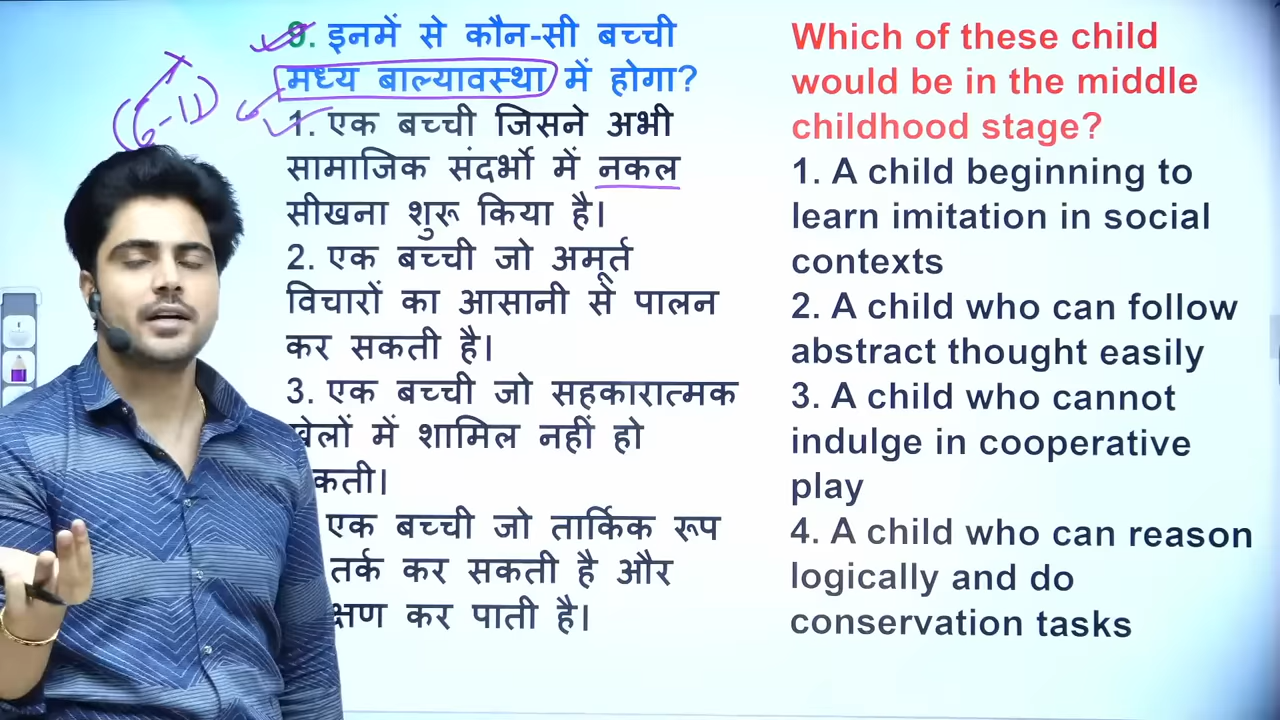 9. इनमें से कौन-सी बच्ची
मध्य बाल्यावस्था में होगा?
(6-11)
1. एक बच्ची जिसने अभी
सामाजिक संदर्भो में नकल
सीखना शुरू किया है।
2. एक बच्ची जो अमूर्त
विचारों का आसानी से पालन
कर सकती है।
3. एक बच्ची जो सहकारात्मक
खेलों में शामिल नहीं हो
कती।
एक बच्ची जो तार्किक रूप
तर्क कर सकती है और
क्षण कर पाती है।
Which of these child
would be in the middle
childhood stage?
1. A child beginning to
learn imitation in social
contexts
2. A child who can follow
abstract thought easily
3. A child who cannot
indulge in cooperative
play
4. A child who can reason
logically and do
conservation tasks